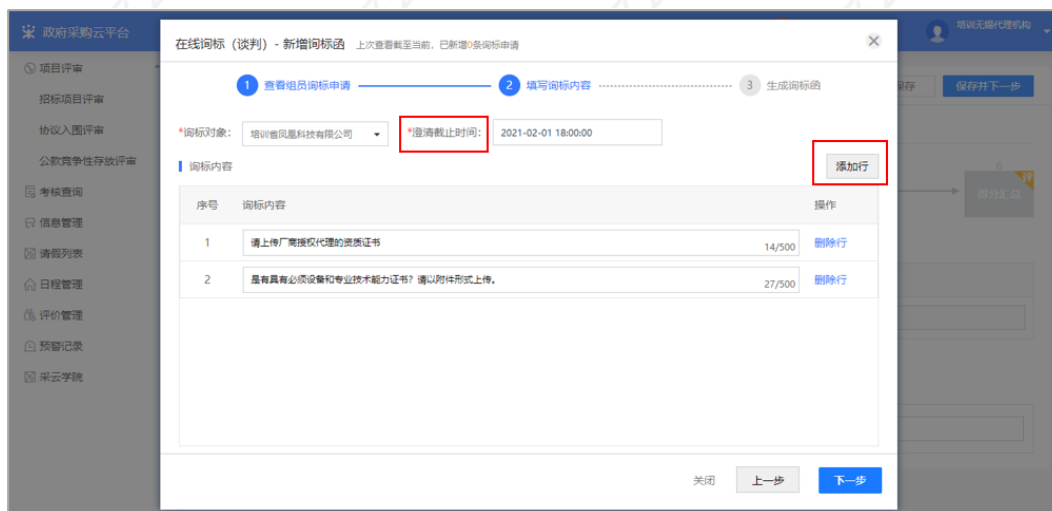 政府采购云平台
培训无锡代理机构
在线询标（谈判）- 新增询标函 上次查看截至当前，已新增0条询标申请
项目评审
1 查看组员询标申请 2 填写询标内容 3 生成询标函
保存 保存并下一步
招标项目评审
协议入围评审
*询标对象： 培训省凤凰科技有限公司 *澄清截止时间： 2021-02-01 18:00:00
公款竞争性存放评审
询标内容 添加行
6
评
得分汇总
考核查询
序号 询标内容 操作
信息管理
1 请上传厂商授权代理的资质证书 14/500 删除行
请假列表
2 是有具有必须设备和专业技术能力证书？请以附件形式上传。 27/500 删除行
日程管理
评价管理
预警记录
采云学院
关闭 上一步 下一步